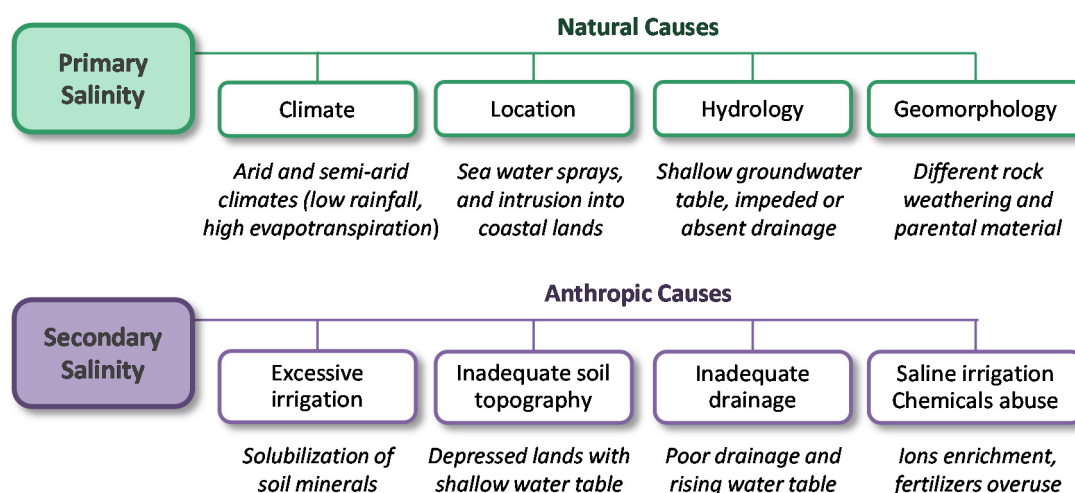 Natural Causes
Primary
Salinity
Climate
Location
Hydrology
Geomorphology
Arid and semi-arid
climates (low rainfall,
high evapotranspiration)
Sea water sprays,
and intrusion into
coastal lands
Shallow groundwater
table, impeded or
absent drainage
Different rock
weathering and
parental material
Anthropic Causes
Secondary
Salinity
Excessive
irrigation
Inadequate soil
topography
Inadequate
drainage
Saline irrigation
Chemicals abuse
Solubilization of
soil minerals
Depressed lands with
shallow water table
Poor drainage and
rising water table
Ions enrichment,
fertilizers overuse